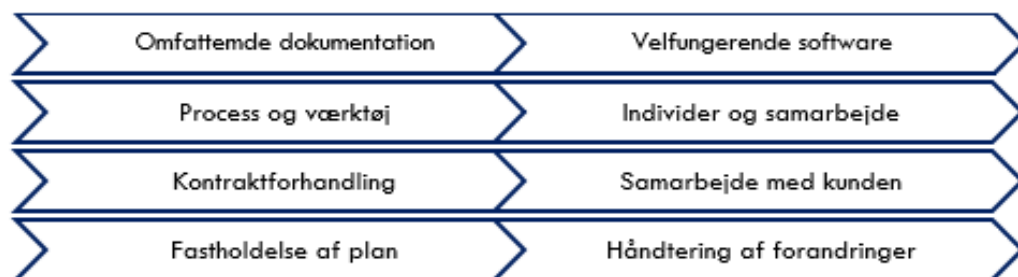 Omfattemde dokumentation Velfungerende software
Process og værktøj Individer og samarbejde
Kontraktforhandling Samarbejde med kunden
Fastholdelse af plan Håndtering af forandringer